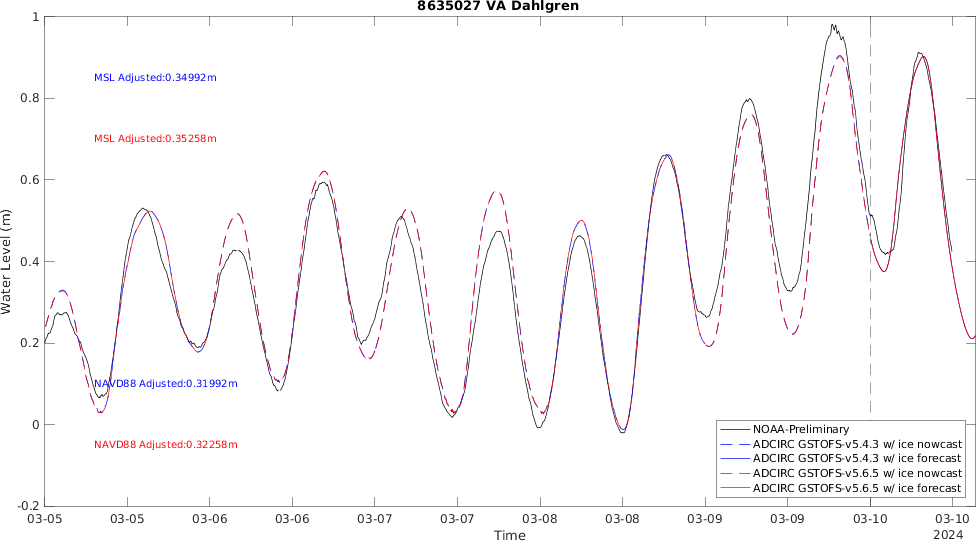 8635027 VA Dahlgren
Water Level (m)
1
0.8
0.6
0.4
0.2
0
-0.2
MSL Adjusted:0.34992m
MSL Adjusted:0.35258m
NAVD88 Adjusted:0.31992m
NAVD88 Adjusted:0.32258m
NOAA-Preliminary
ADCIRC GSTOFS-v5.4.3 w/ ice nowcast
ADCIRC GSTOFS-v5.4.3 w/ ice forecast
ADCIRC GSTOFS-v5.6.5 w/ ice nowcast
ADCIRC GSTOFS-v5.6.5 w/ ice forecast
03-05 03-05 03-06 03-06 03-07 03-07 03-08 03-08 03-09 03-09 03-10 03-10
2024
Time